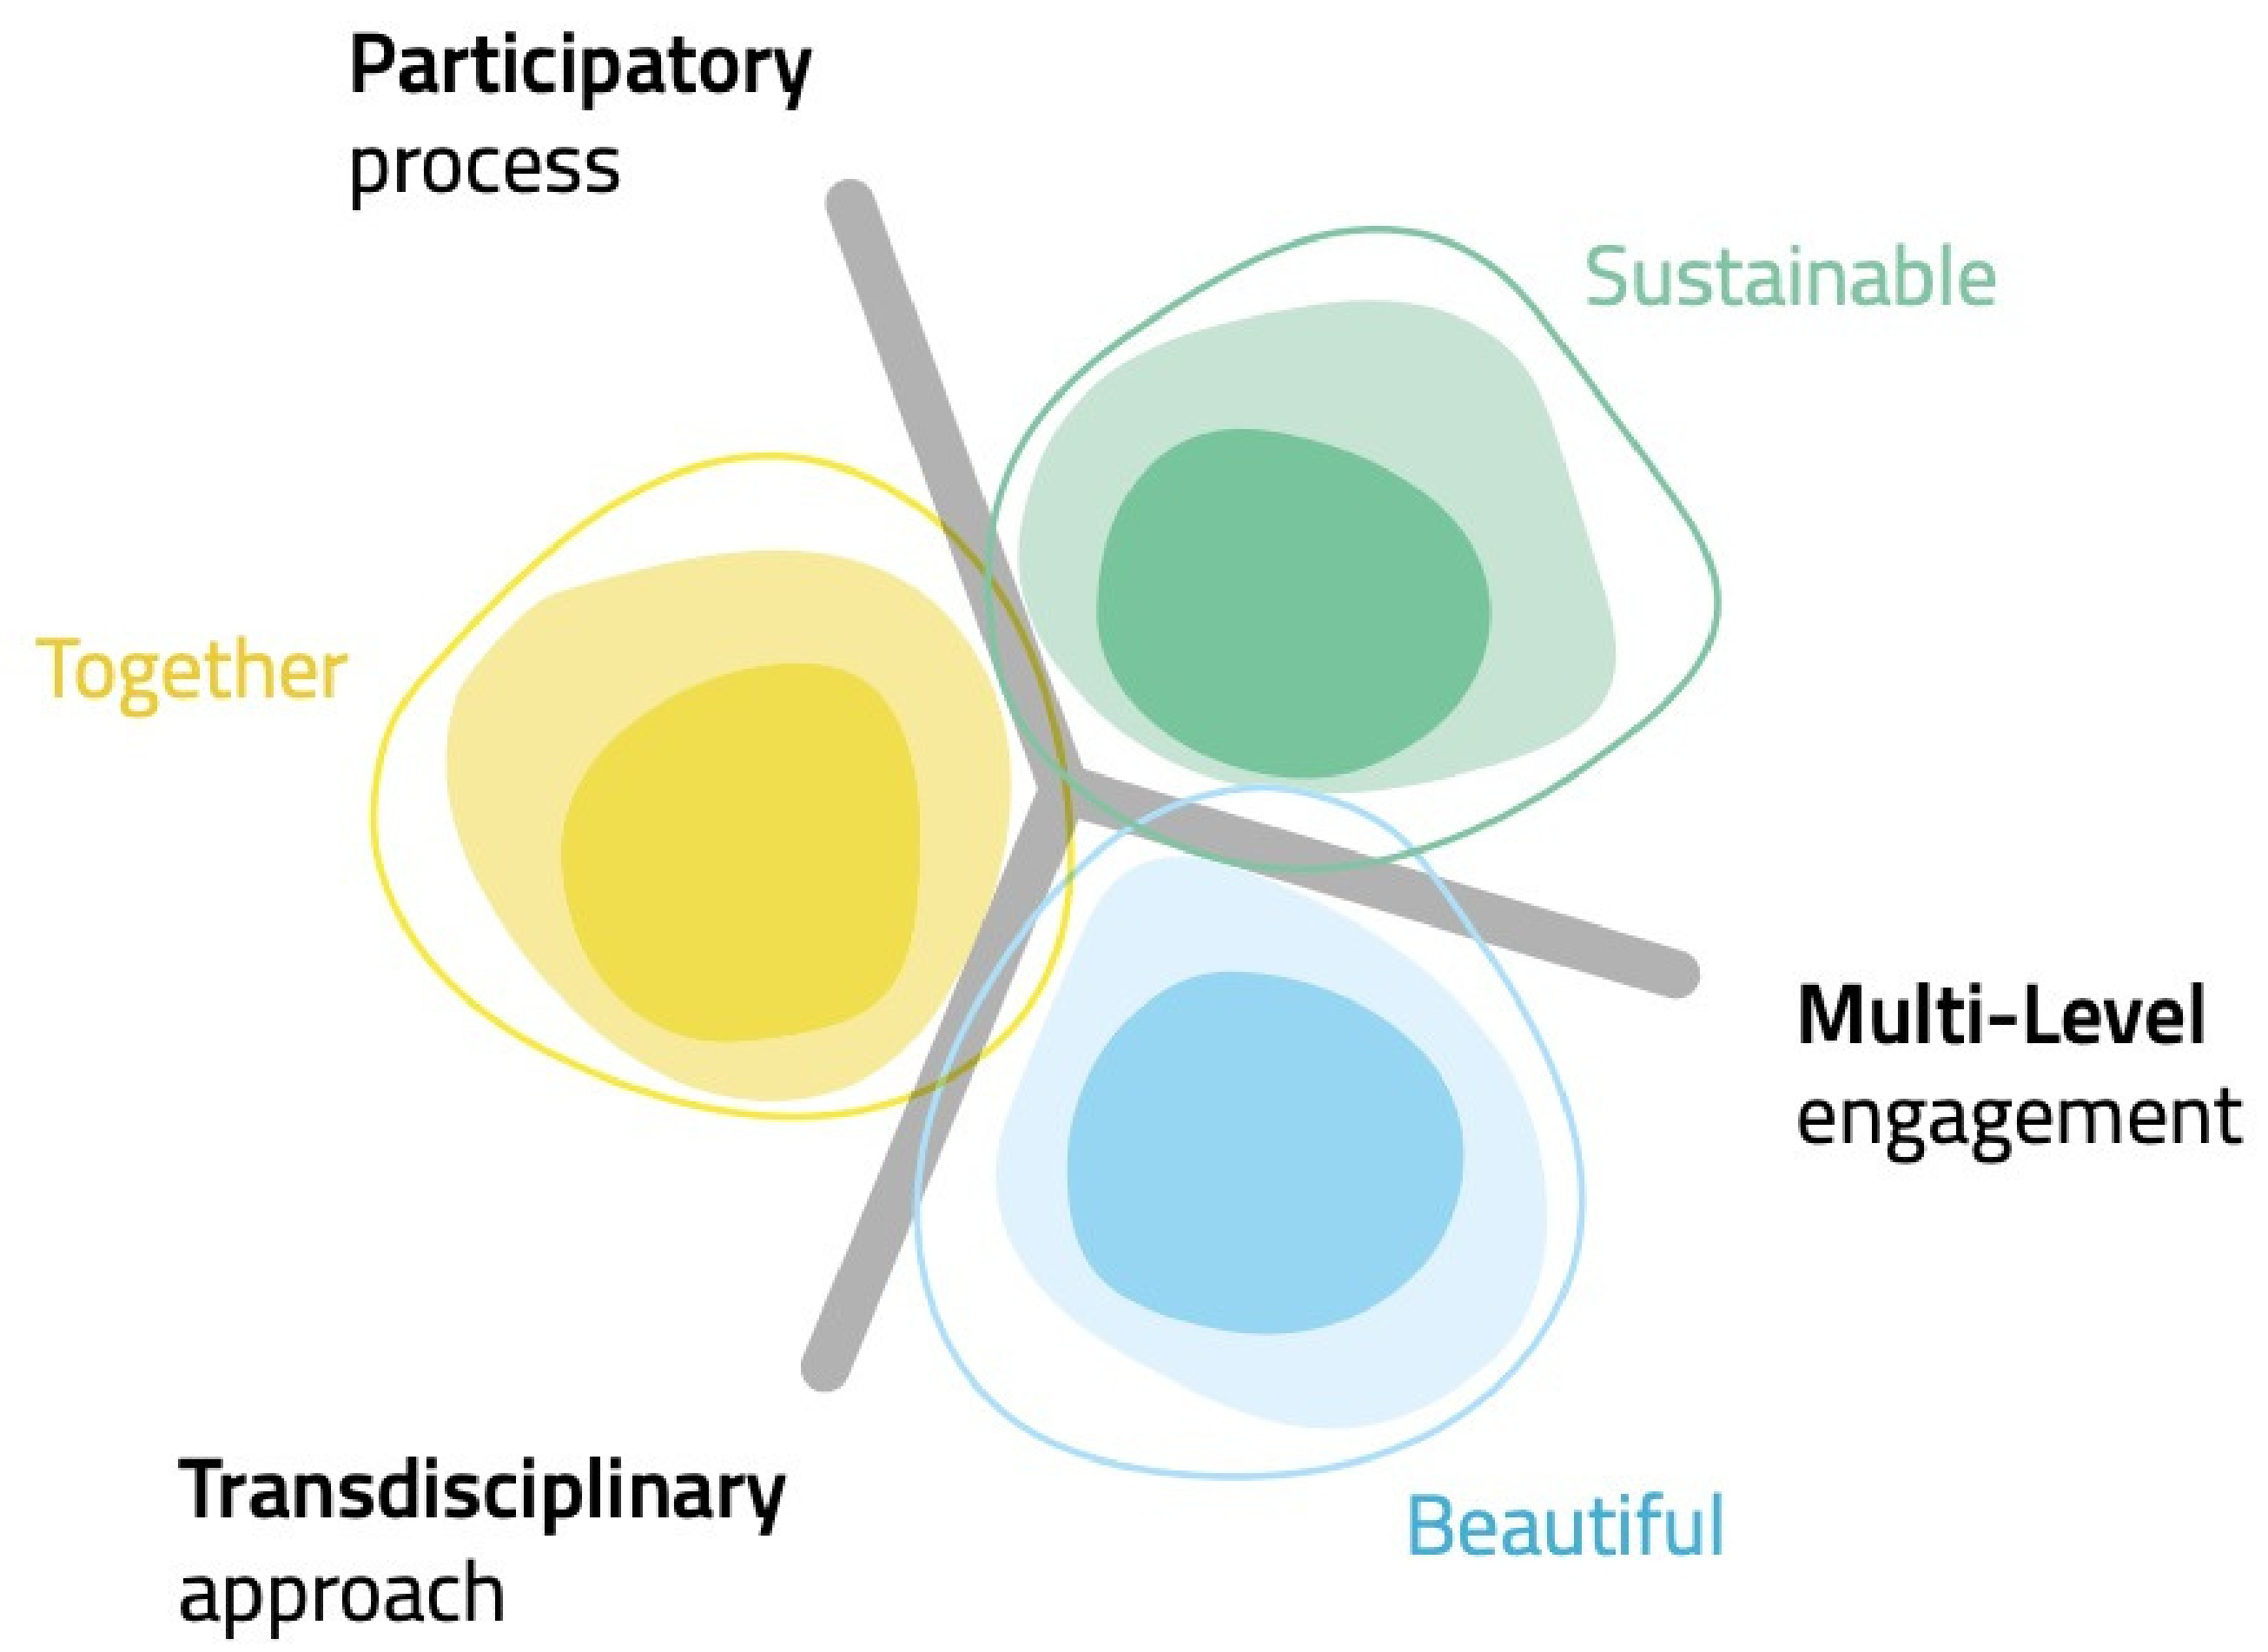 Participatory
process
Sustainable
Together
Multi-Level
engagement
Transdisciplinary
approach
Beautiful